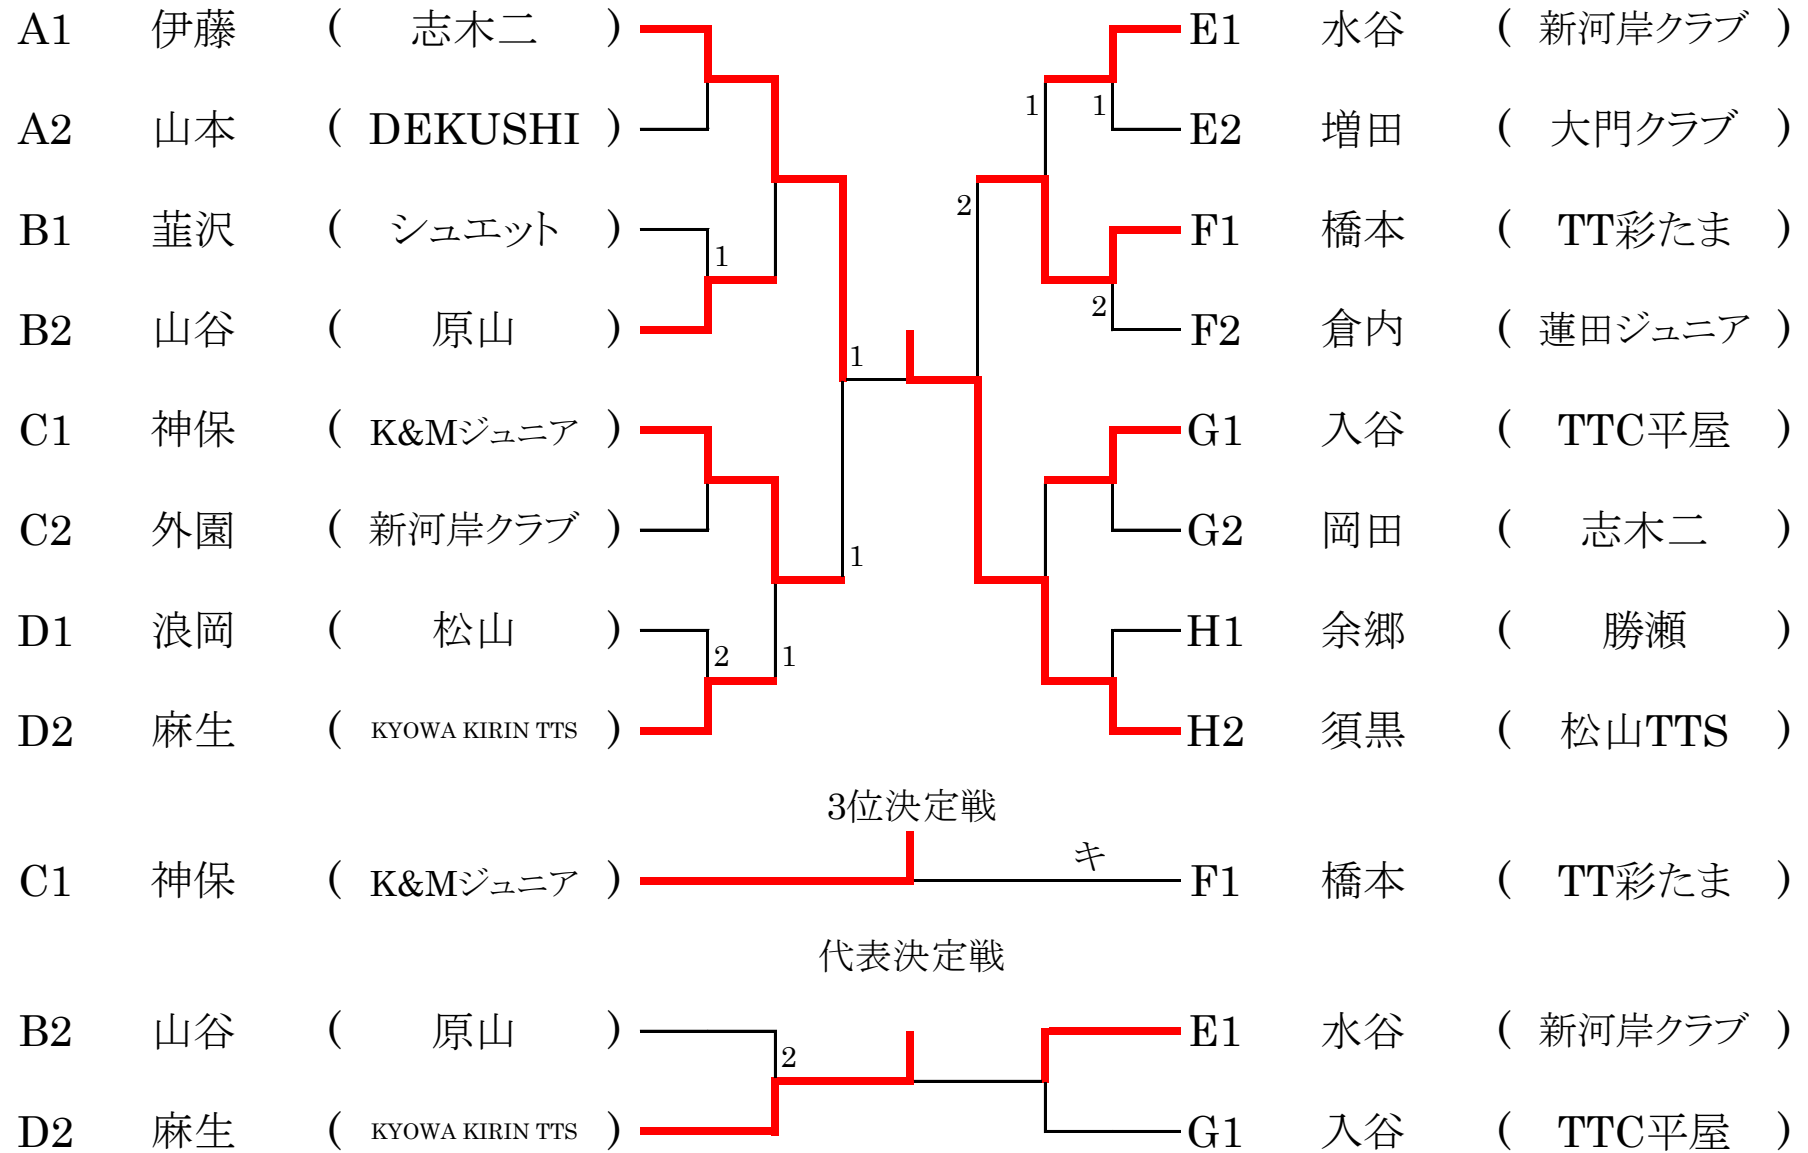 A1 伊藤 ( 志木二 ) E1 水谷 ( 新河岸クラブ )
1 1
A2 山本 ( DEKUSHI ) E2 増田 ( 大門クラブ )
2
B1 韮沢 ( シュエット ) F1 橋本 ( TT彩たま )
1
2
B2 山谷 ( 原山 ) F2 倉内 ( 蓮田ジュニア )
1
C1 神保 ( K&Mジュニア ) G1 入谷 ( TTC平屋 )
C2 外園 ( 新河岸クラブ ) G2 岡田 ( 志木二 )
1
D1 浪岡 ( 松山 ) H1 余郷 ( 勝瀬 )
2 1
D2 麻生 ( KYOWA KIRIN TTS ) H2 須黒 ( 松山TTS )
3位決定戦
キ
C1 神保 ( K&Mジュニア ) F1 橋本 ( TT彩たま )
代表決定戦
B2 山谷 ( 原山 ) E1 水谷 ( 新河岸クラブ )
2
D2 麻生 ( KYOWA KIRIN TTS ) G1 入谷 ( TTC平屋 )